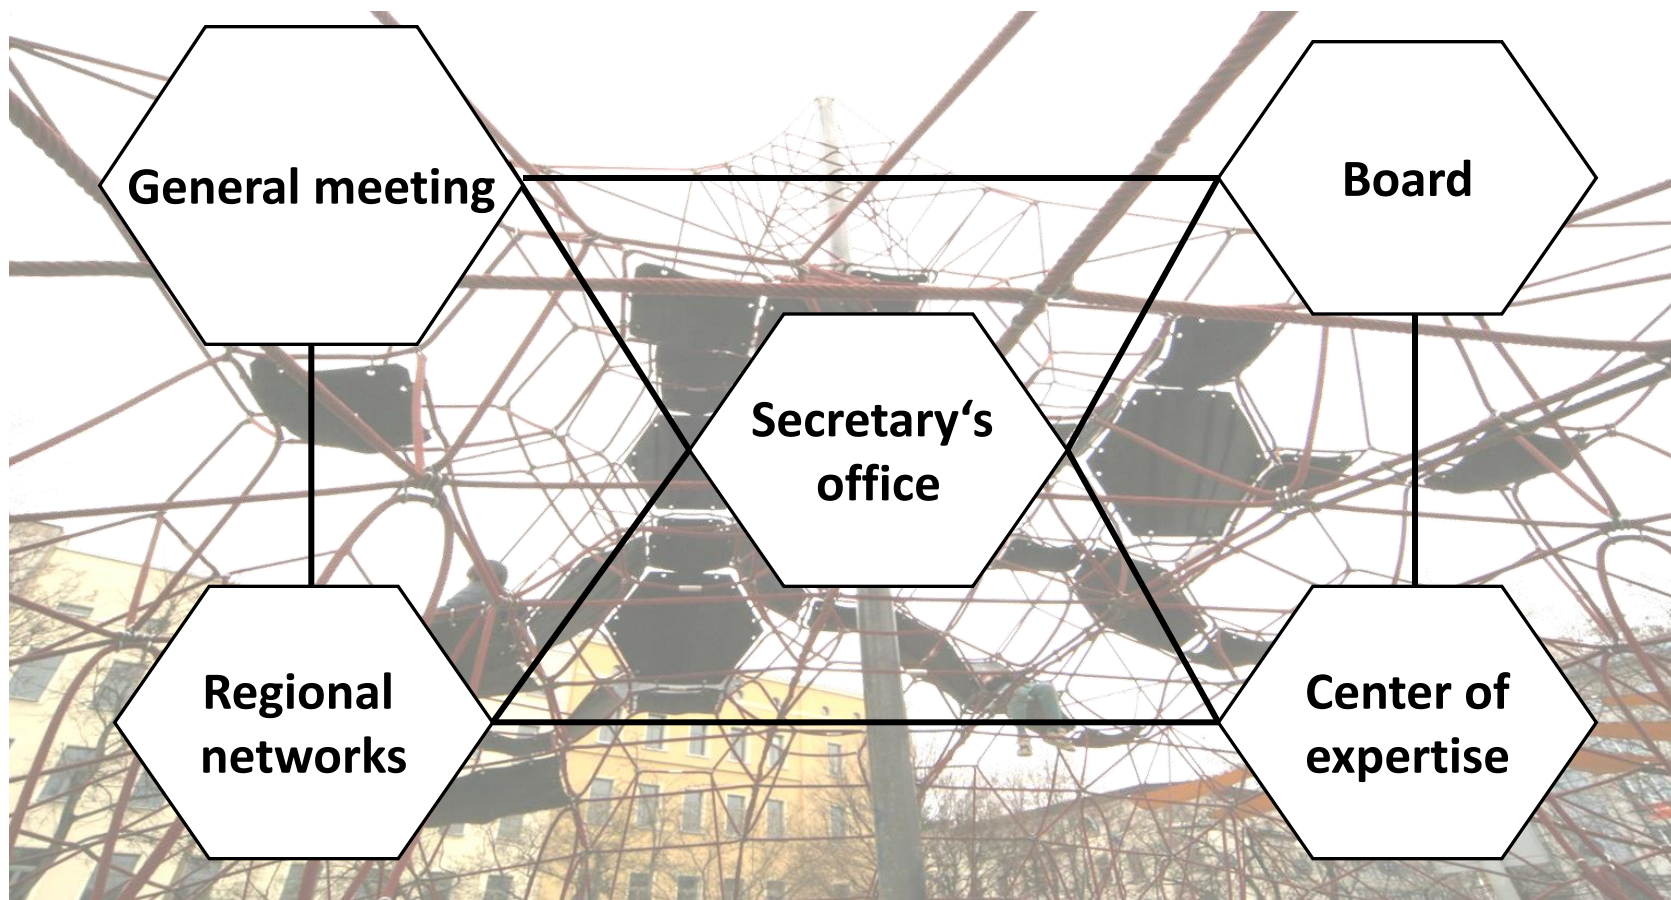 General meeting
Board
Secretary‘s
office
Regional
networks
Center of
expertise